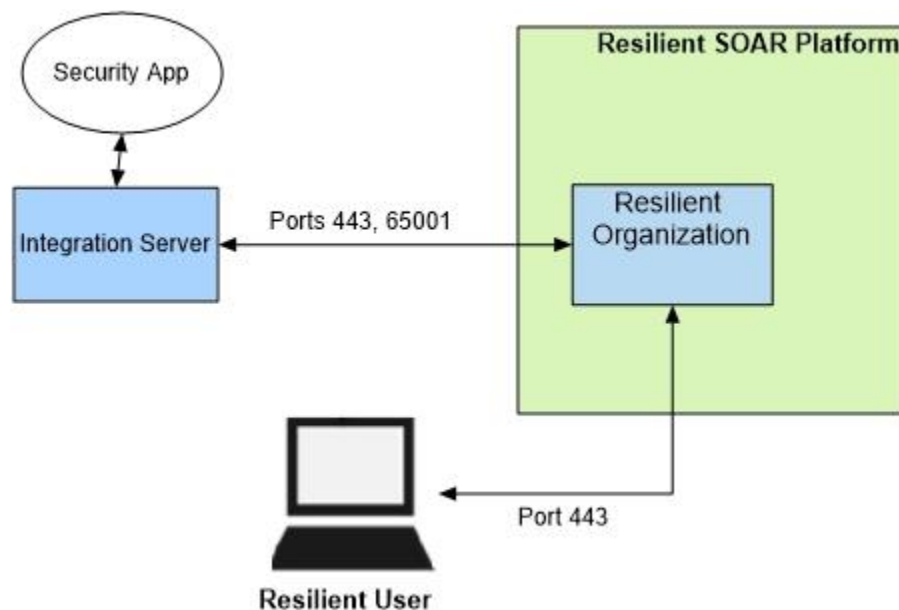 Security App
Resilient SOAR Platform
Integration Server
Ports 443, 65001
Resilient
Organization
Port 443
Resilient User